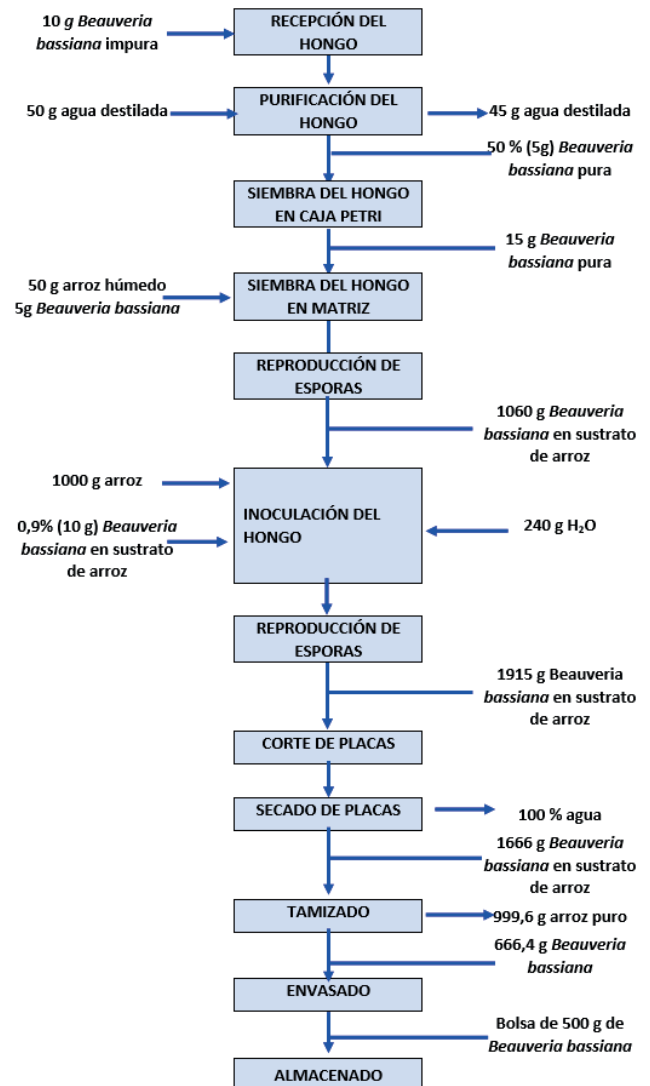 10 g Beauveria
bassiana impura
RECEPCIÓN DEL
HONGO
50 g agua destilada
PURIFICACIÓN DEL
HONGO
45 g agua destilada
50 % (5g) Beauveria
bassiana pura
SIEMBRA DEL HONGO
EN CAJA PETRI
15 g Beauveria
bassiana pura
50 g arroz húmedo
5g Beauveria bassiana
SIEMBRA DEL HONGO
EN MATRIZ
REPRODUCCIÓN DE
ESPORAS
1060 g Beauveria
bassiana en sustrato
de arroz
1000 g arroz
0,9% (10 g) Beauveria
bassiana en sustrato
de arroz
INOCULACIÓN DEL
HONGO
240 g H₂O
REPRODUCCIÓN DE
ESPORAS
1915 g Beauveria
bassiana en sustrato
de arroz
CORTE DE PLACAS
SECADO DE PLACAS
100 % agua
1666 g Beauveria
bassiana en sustrato
de arroz
TAMIZADO
999,6 g arroz puro
666,4 g Beauveria
bassiana
ENVASADO
Bolsa de 500 g de
Beauveria bassiana
ALMACENADO